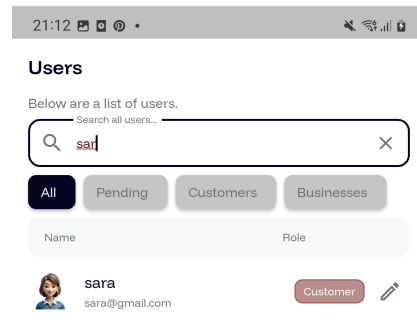 21:12
Users
Below are a list of users.
Search all users...
sar
All Pending Customers Businesses
Name Role
sara
Customer
sara@gmail.com